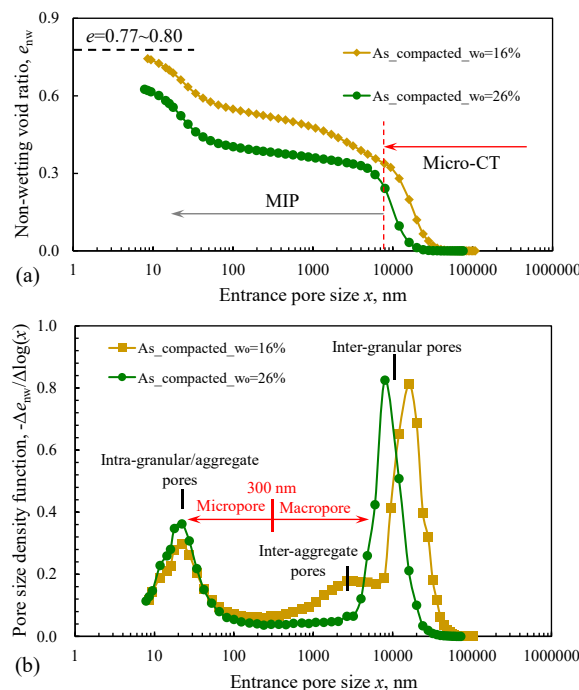 0.9
0.6
0.3
0.0
Non-wetting void ratio, e_nw
e=0.77~0.80
As_compacted_w₀=16%
As_compacted_w₀=26%
Micro-CT
MIP
1
10
100
1000
10000
100000
1000000
(a)
Entrance pore size x, nm
1.0
0.8
0.6
0.4
0.2
0.0
Pore size density function, -Δe_nw/Δlog(x)
As_compacted_w₀=16%
As_compacted_w₀=26%
Inter-granular pores
Intra-granular/aggregate
pores
300 nm
Micropore
Macropore
Inter-aggregate
pores
1
10
100
1000
10000
100000
1000000
(b)
Entrance pore size x, nm